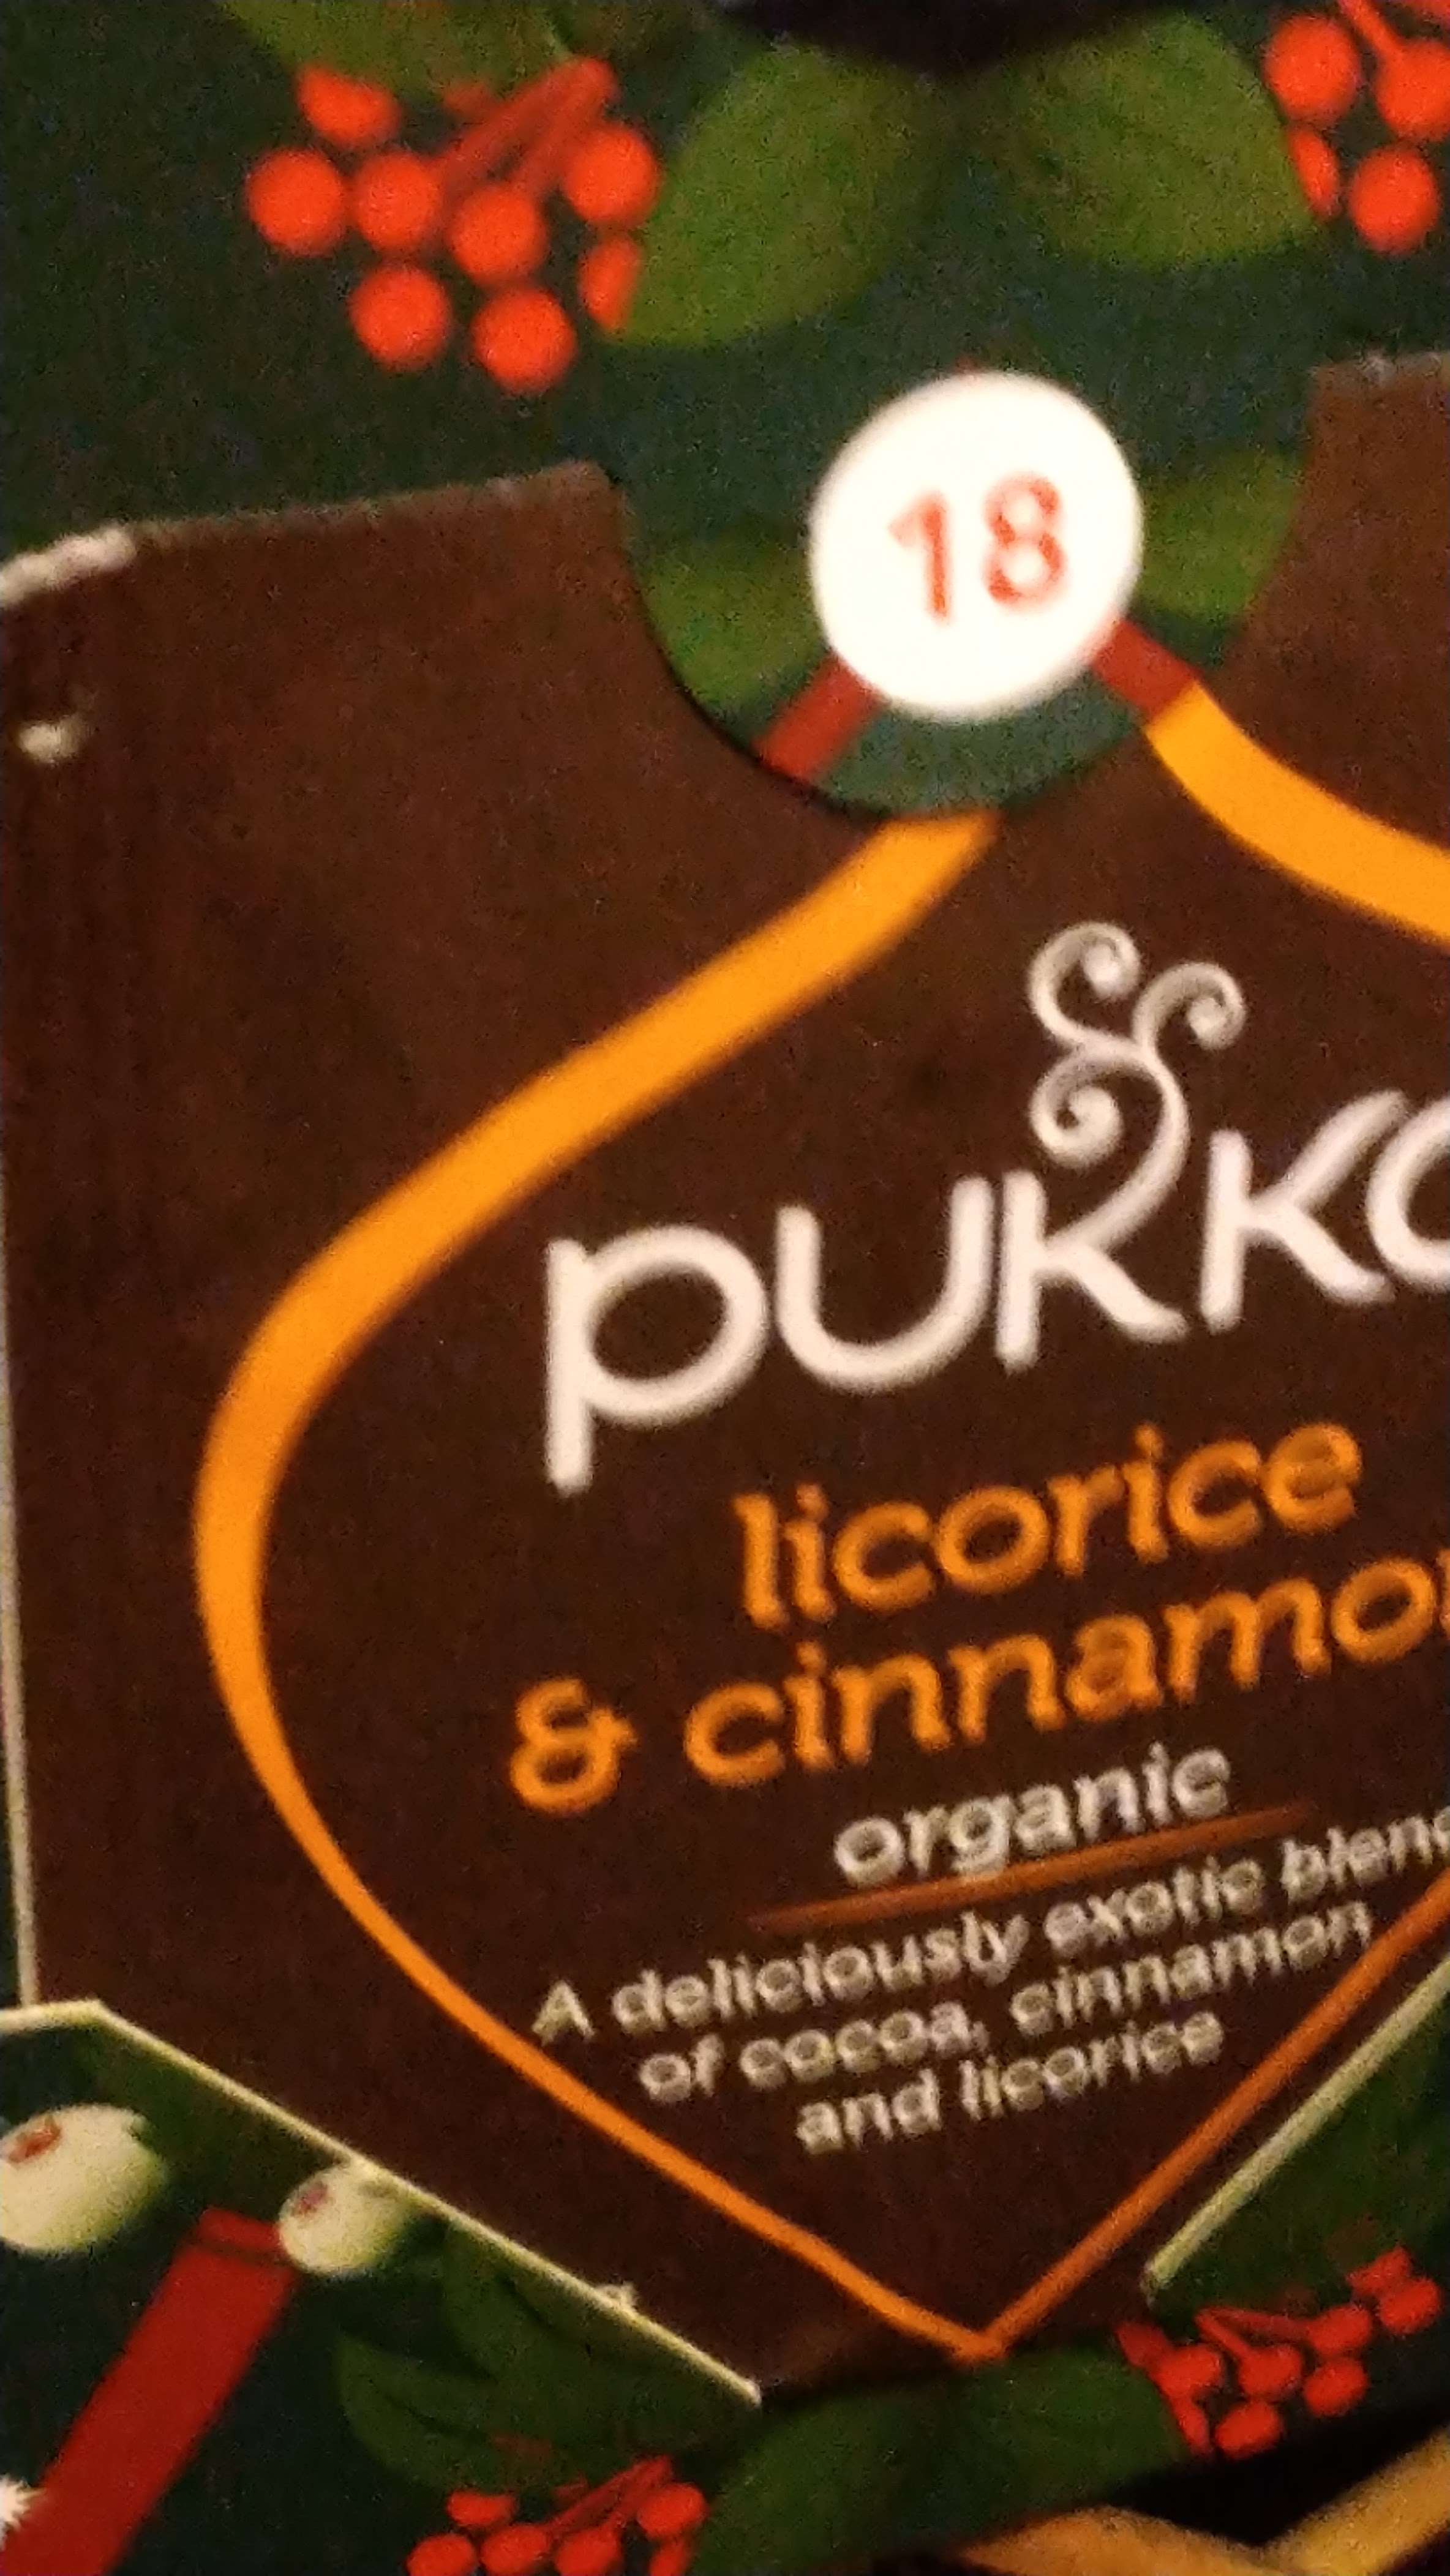 18
pukka
licorice
& cinnamon
organic
A deliciously exotic blend
of cocoa, cinnamon
and licorice